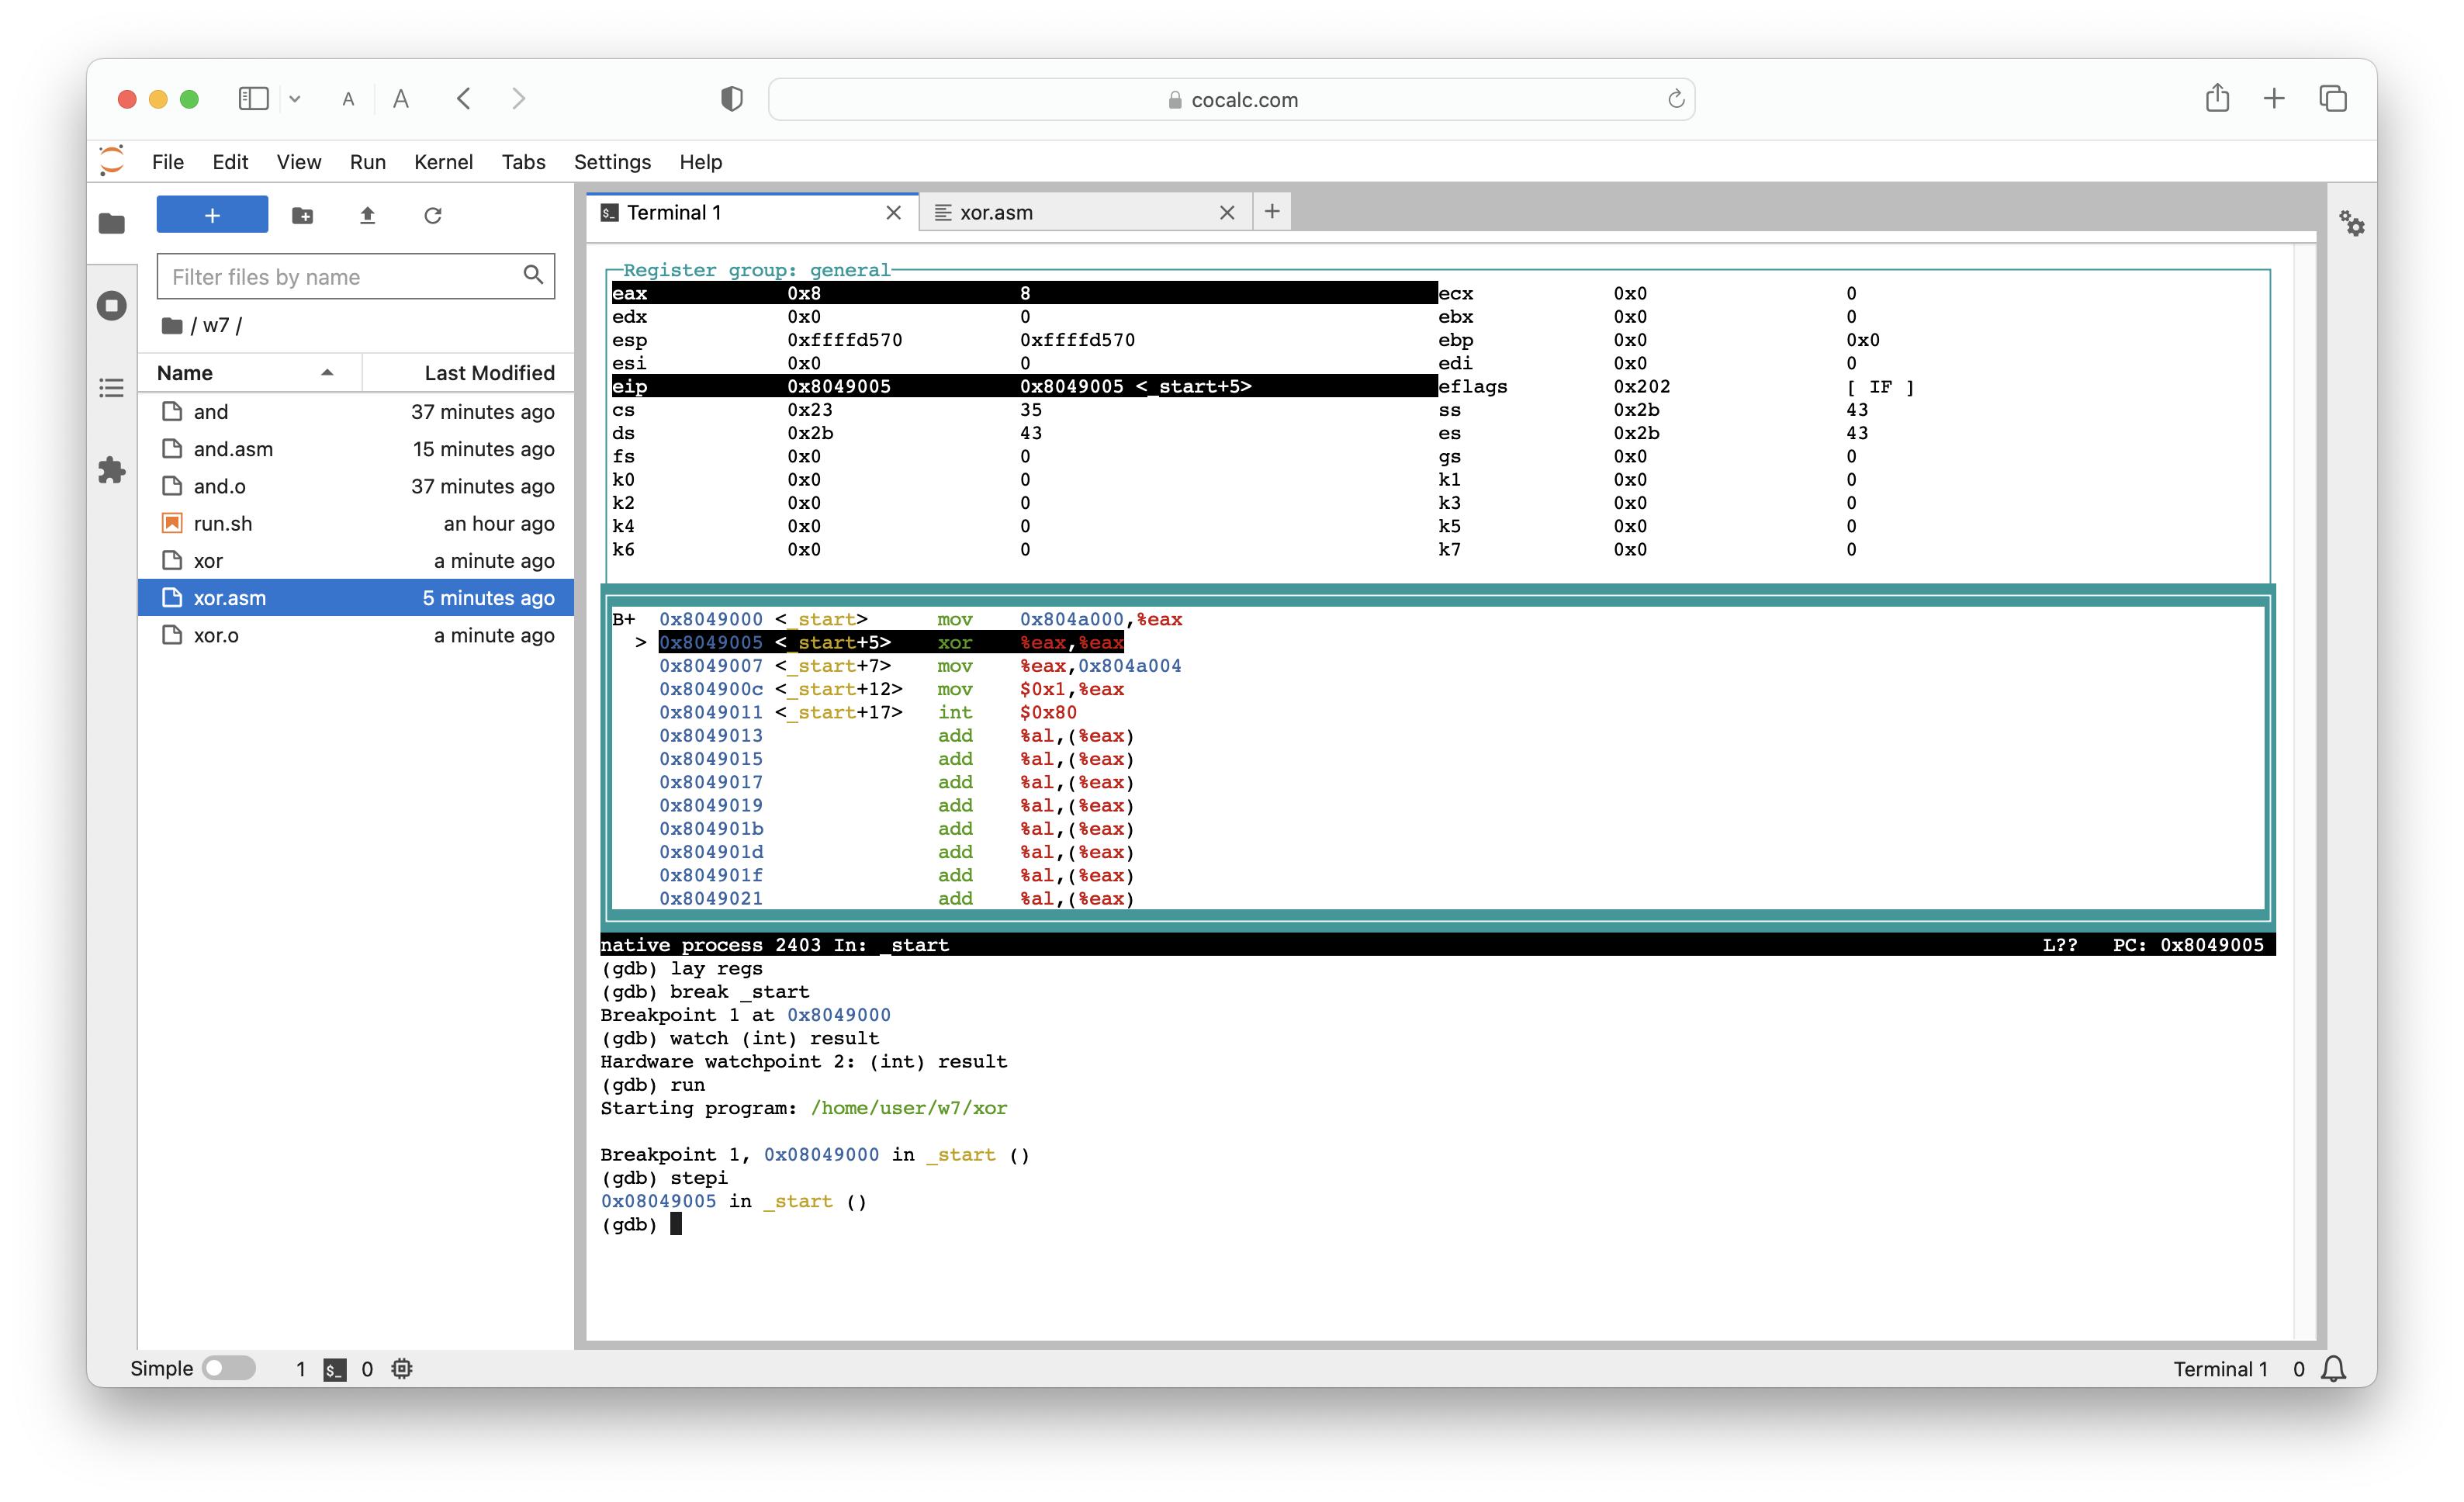 A A cocalc.com
File Edit View Run Kernel Tabs Settings Help
+
Filter files by name
/ w7 /
Name Last Modified
and 37 minutes ago
and.asm 15 minutes ago
and.o 37 minutes ago
run.sh an hour ago
xor a minute ago
xor.asm 5 minutes ago
xor.o a minute ago
$_ Terminal 1 xor.asm +
Register group: general
eax 0x8 8 ecx 0x0 0
edx 0x0 0 ebx 0x0 0
esp 0xffffd570 0xffffd570 ebp 0x0 0x0
esi 0x0 0 edi 0x0 0
eip 0x8049005 0x8049005 <_start+5> eflags 0x202 [ IF ]
cs 0x23 35 ss 0x2b 43
ds 0x2b 43 es 0x2b 43
fs 0x0 0 gs 0x0 0
k0 0x0 0 k1 0x0 0
k2 0x0 0 k3 0x0 0
k4 0x0 0 k5 0x0 0
k6 0x0 0 k7 0x0 0
B+ 0x8049000 <_start> mov 0x804a000,%eax
> 0x8049005 <_start+5> xor %eax,%eax
0x8049007 <_start+7> mov %eax,0x804a004
0x804900c <_start+12> mov $0x1,%eax
0x8049011 <_start+17> int $0x80
0x8049013 add %al,(%eax)
0x8049015 add %al,(%eax)
0x8049017 add %al,(%eax)
0x8049019 add %al,(%eax)
0x804901b add %al,(%eax)
0x804901d add %al,(%eax)
0x804901f add %al,(%eax)
0x8049021 add %al,(%eax)
native process 2403 In: _start L?? PC: 0x8049005
(gdb) lay regs
(gdb) break _start
Breakpoint 1 at 0x8049000
(gdb) watch (int) result
Hardware watchpoint 2: (int) result
(gdb) run
Starting program: /home/user/w7/xor
Breakpoint 1, 0x08049000 in _start ()
(gdb) stepi
0x08049005 in _start ()
(gdb)
Simple 1 $_ 0 Terminal 1 0